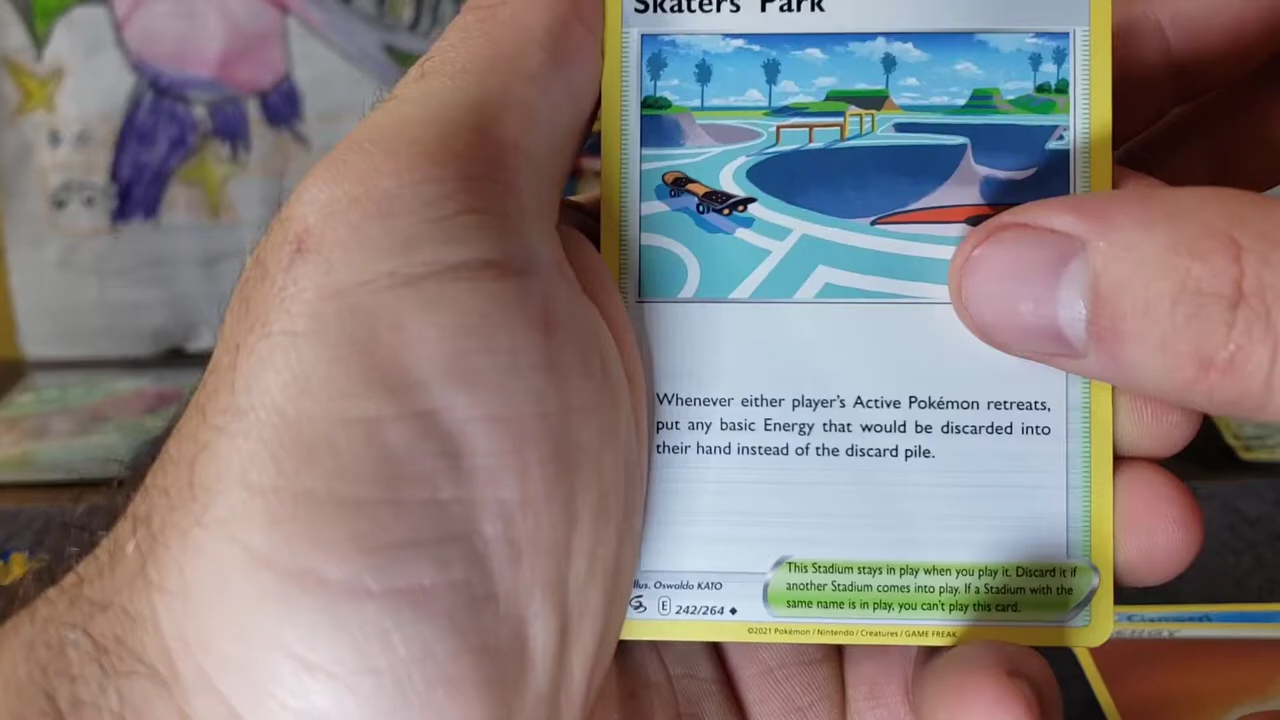 Skaters' Park
Whenever either player's Active Pokémon retreats,
put any basic Energy that would be discarded into
their hand instead of the discard pile.
This Stadium stays in play when you play it. Discard it if
another Stadium comes into play. If a Stadium with the
same name is in play, you can't play this card.
Illus. Oswaldo KATO
E 242/264
©2021 Pokémon / Nintendo / Creatures / GAME FREAK